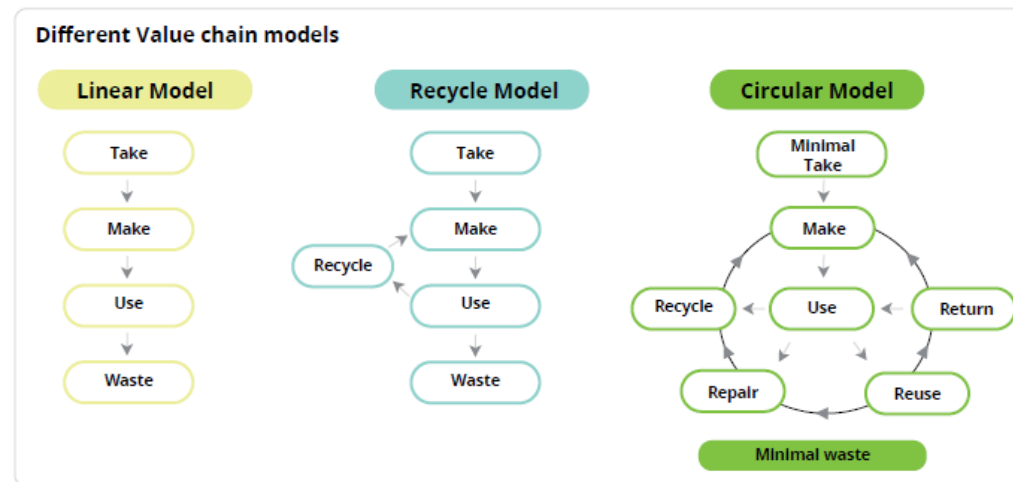 Different Value chain models
Linear Model
Take
Make
Use
Waste
Recycle Model
Take
Make
Recycle
Use
Waste
Circular Model
Minimal
Take
Make
Recycle
Use
Return
Repair
Reuse
Minimal waste